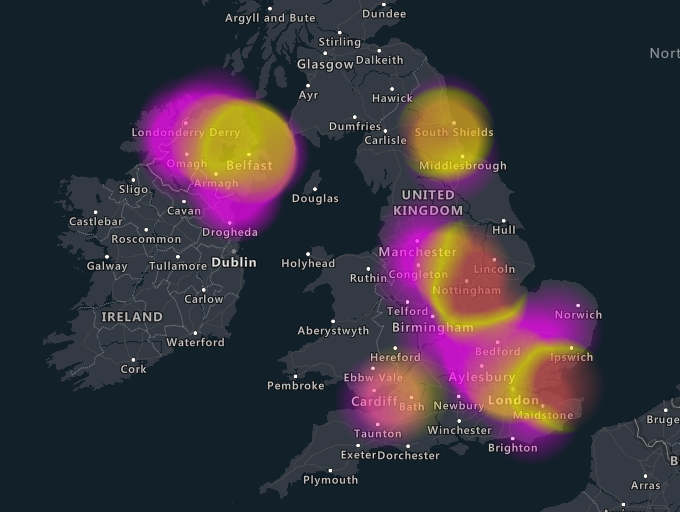 Dundee
Argyll and Bute
Stirling
Nort
Glasgow
Dalkeith
Ayr
Hawick
Dumfries
Londonderry Derry
South Shields
Carlisle
Omagh
Belfast
Middlesbrough
Armagh
Sligo
UNITED
KINGDOM
Douglas
Cavan
Castlebar
Drogheda
Hull
Roscommon
Manchester
Galway
Tullamore
Dublin
Holyhead
Lincoln
Congleton
Ruthin
Nottingham
Carlow
Telford
IRELAND
Norwich
Birmingham
Aberystwyth
Waterford
Bedford
Hereford
Ipswich
Cork
Ebbw Vale
Aylesbury
Pembroke
Cardiff
Bath
Newbury
London
Maidstone
Bruge
Winchester
Taunton
Brighton
Exeter
Dorchester
B
Plymouth
Arras